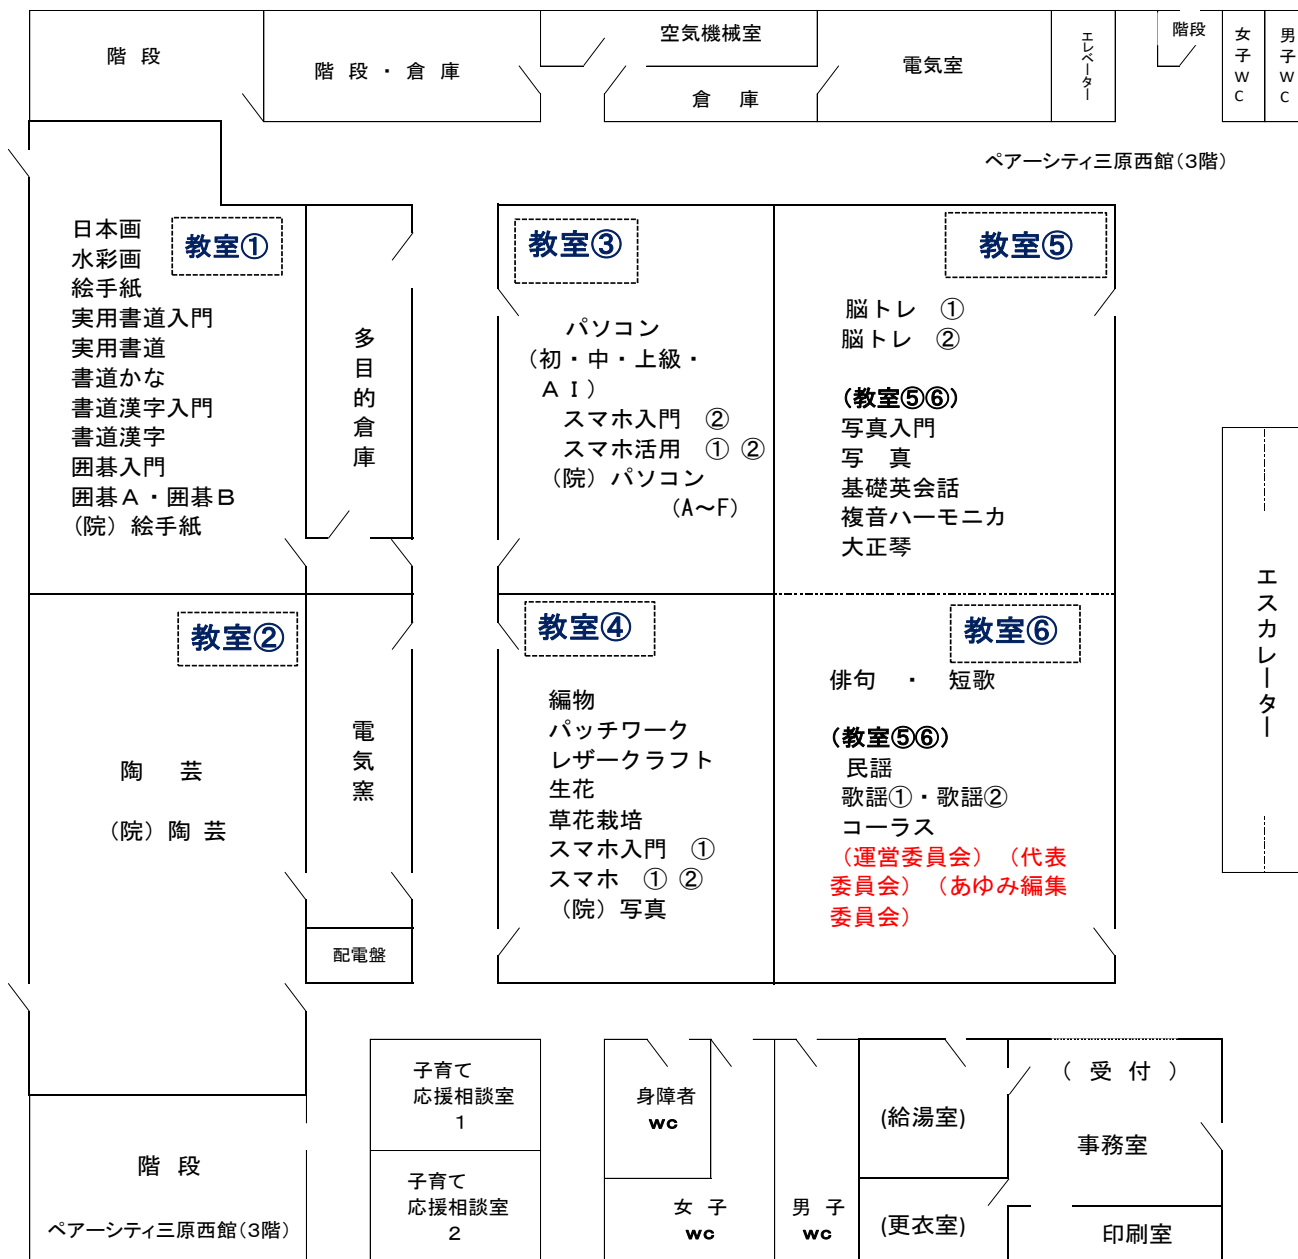 階 段
階 段 ・ 倉 庫
空気機械室
倉 庫
電気室
エレベーター
階段
女子WC
男子WC
ペアーシティ三原西館(3階)
教室①
日本画
水彩画
絵手紙
実用書道入門
実用書道
書道かな
書道漢字入門
書道漢字
囲碁入門
囲碁A・囲碁B
(院)絵手紙
多目的倉庫
教室③
パソコン
(初・中・上級・
AI)
スマホ入門 ②
スマホ活用 ① ②
(院)パソコン
(A〜F)
教室⑤
脳トレ ①
脳トレ ②
(教室⑤⑥)
写真入門
写 真
基礎英会話
複音ハーモニカ
大正琴
エスカレーター
教室②
陶 芸
(院)陶 芸
電気窯
配電盤
教室④
編物
パッチワーク
レザークラフト
生花
草花栽培
スマホ入門 ①
スマホ ① ②
(院)写真
教室⑥
俳句 ・ 短歌
(教室⑤⑥)
民謡
歌謡①・歌謡②
コーラス
(運営委員会)(代表
委員会)(あゆみ編集
委員会)
階 段
ペアーシティ三原西館(3階)
子育て
応援相談室
1
子育て
応援相談室
2
身障者
WC
女 子
WC
男 子
WC
(給湯室)
(更衣室)
( 受 付 )
事務室
印刷室